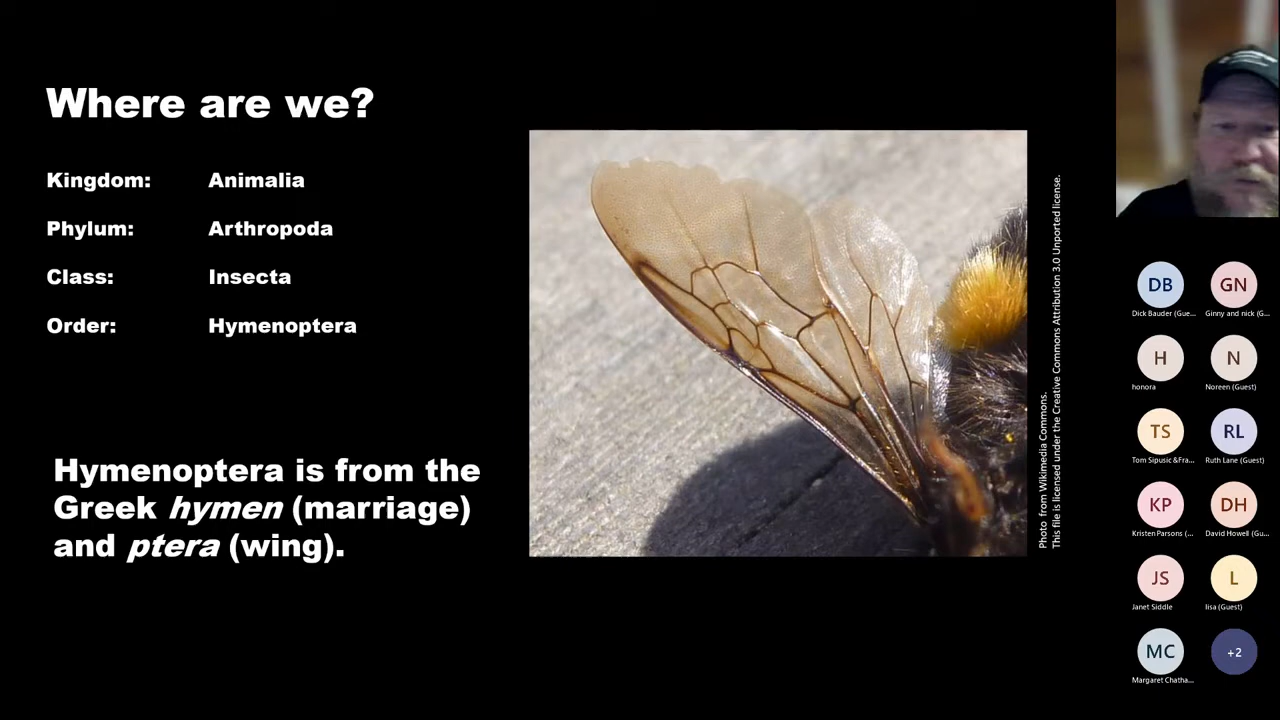 Where are we?
Kingdom: Animalia
Phylum: Arthropoda
Class: Insecta
Order: Hymenoptera
Hymenoptera is from the
Greek hymen (marriage)
and ptera (wing).
Photo from Wikimedia Commons.
This file is licensed under the Creative Commons Attribution 3.0 Unported license.
DB GN
Dick Bauder (Gue... Ginny and nick (G...
H N
honora Noreen (Guest)
TS RL
Tom Sipusic &Fra... Ruth Lane (Guest)
KP DH
Kristen Parsons (... David Howell (Gu...
JS L
Janet Siddle lisa (Guest)
MC +2
Margaret Chatha...